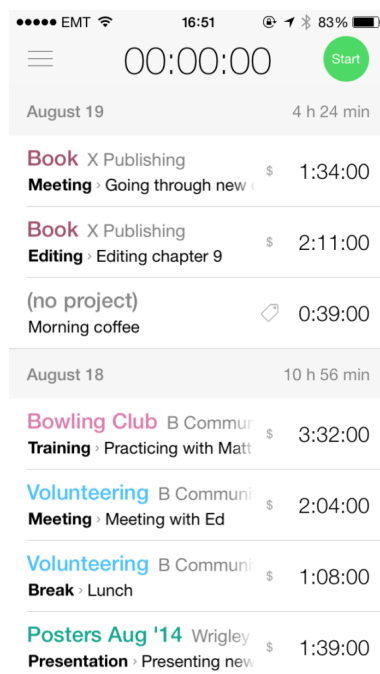 EMT 16:51 83%
00:00:00 Start
August 19 4 h 24 min
Book X Publishing
$ 1:34:00
Meeting › Going through new
Book X Publishing
$ 2:11:00
Editing › Editing chapter 9
(no project)
0:39:00
Morning coffee
August 18 10 h 56 min
Bowling Club B Commun
$ 3:32:00
Training › Practicing with Matt
Volunteering B Communi
$ 2:04:00
Meeting › Meeting with Ed
Volunteering B Communi
$ 1:08:00
Break › Lunch
Posters Aug '14 Wrigley
$ 1:39:00
Presentation › Presenting new